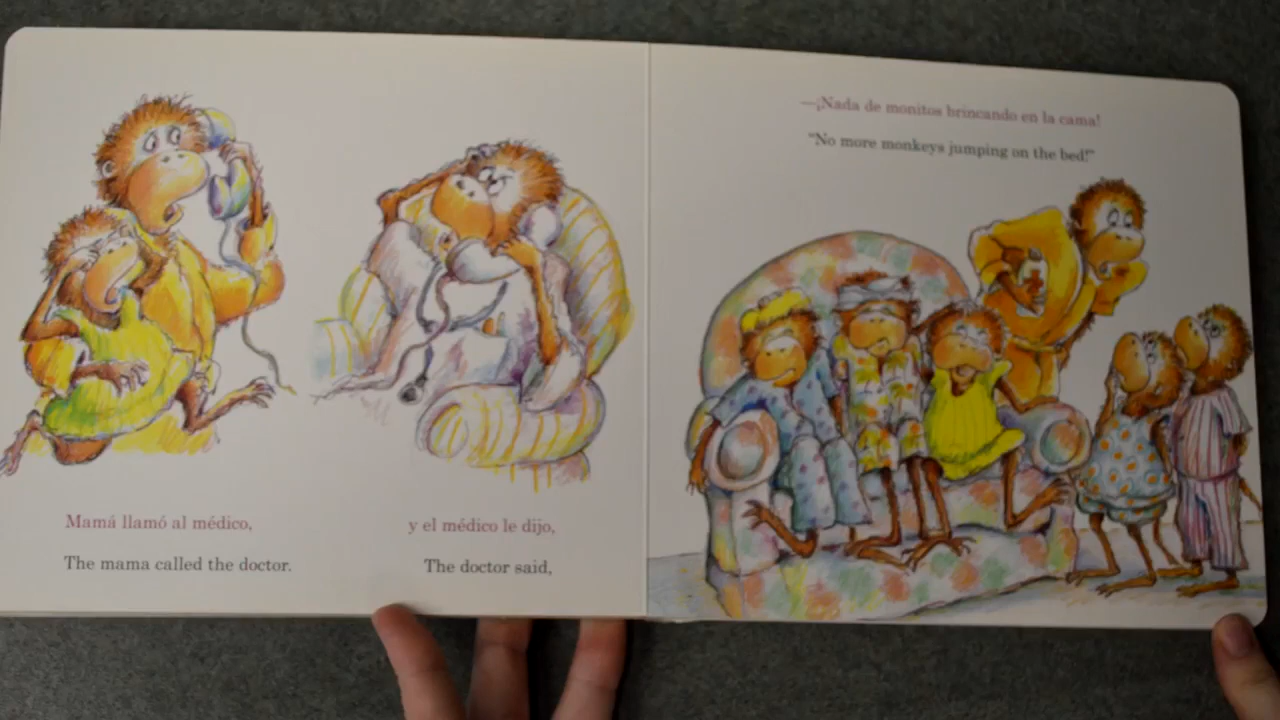 Mamá llamó al médico,
The mama called the doctor.
y el médico le dijo,
The doctor said,
—¡Nada de monitos brincando en la cama!
"No more monkeys jumping on the bed!"